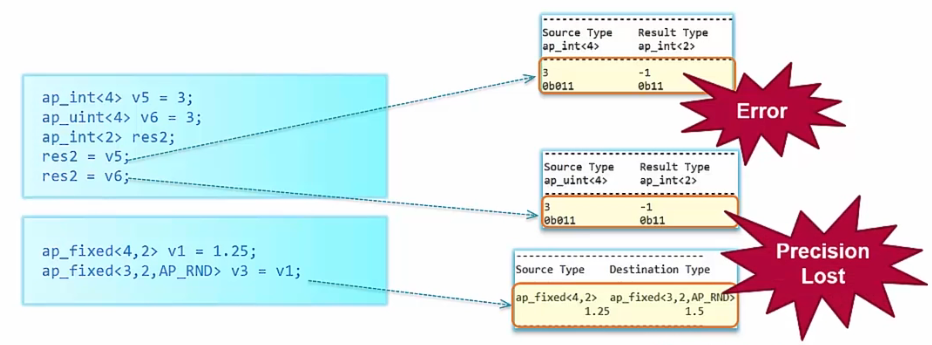 ap_int<4> v5 = 3;
ap_uint<4> v6 = 3;
ap_int<2> res2;
res2 = v5;
res2 = v6;
ap_fixed<4,2> v1 = 1.25;
ap_fixed<3,2,AP_RND> v3 = v1;
Source Type Result Type
ap_int<4> ap_int<2>
3 -1
0b011 0b11
Error
Source Type Result Type
ap_uint<4> ap_int<2>
3 -1
0b011 0b11
Precision
Lost
Source Type Destination Type
ap_fixed<4,2> ap_fixed<3,2,AP_RND>
1.25 1.5